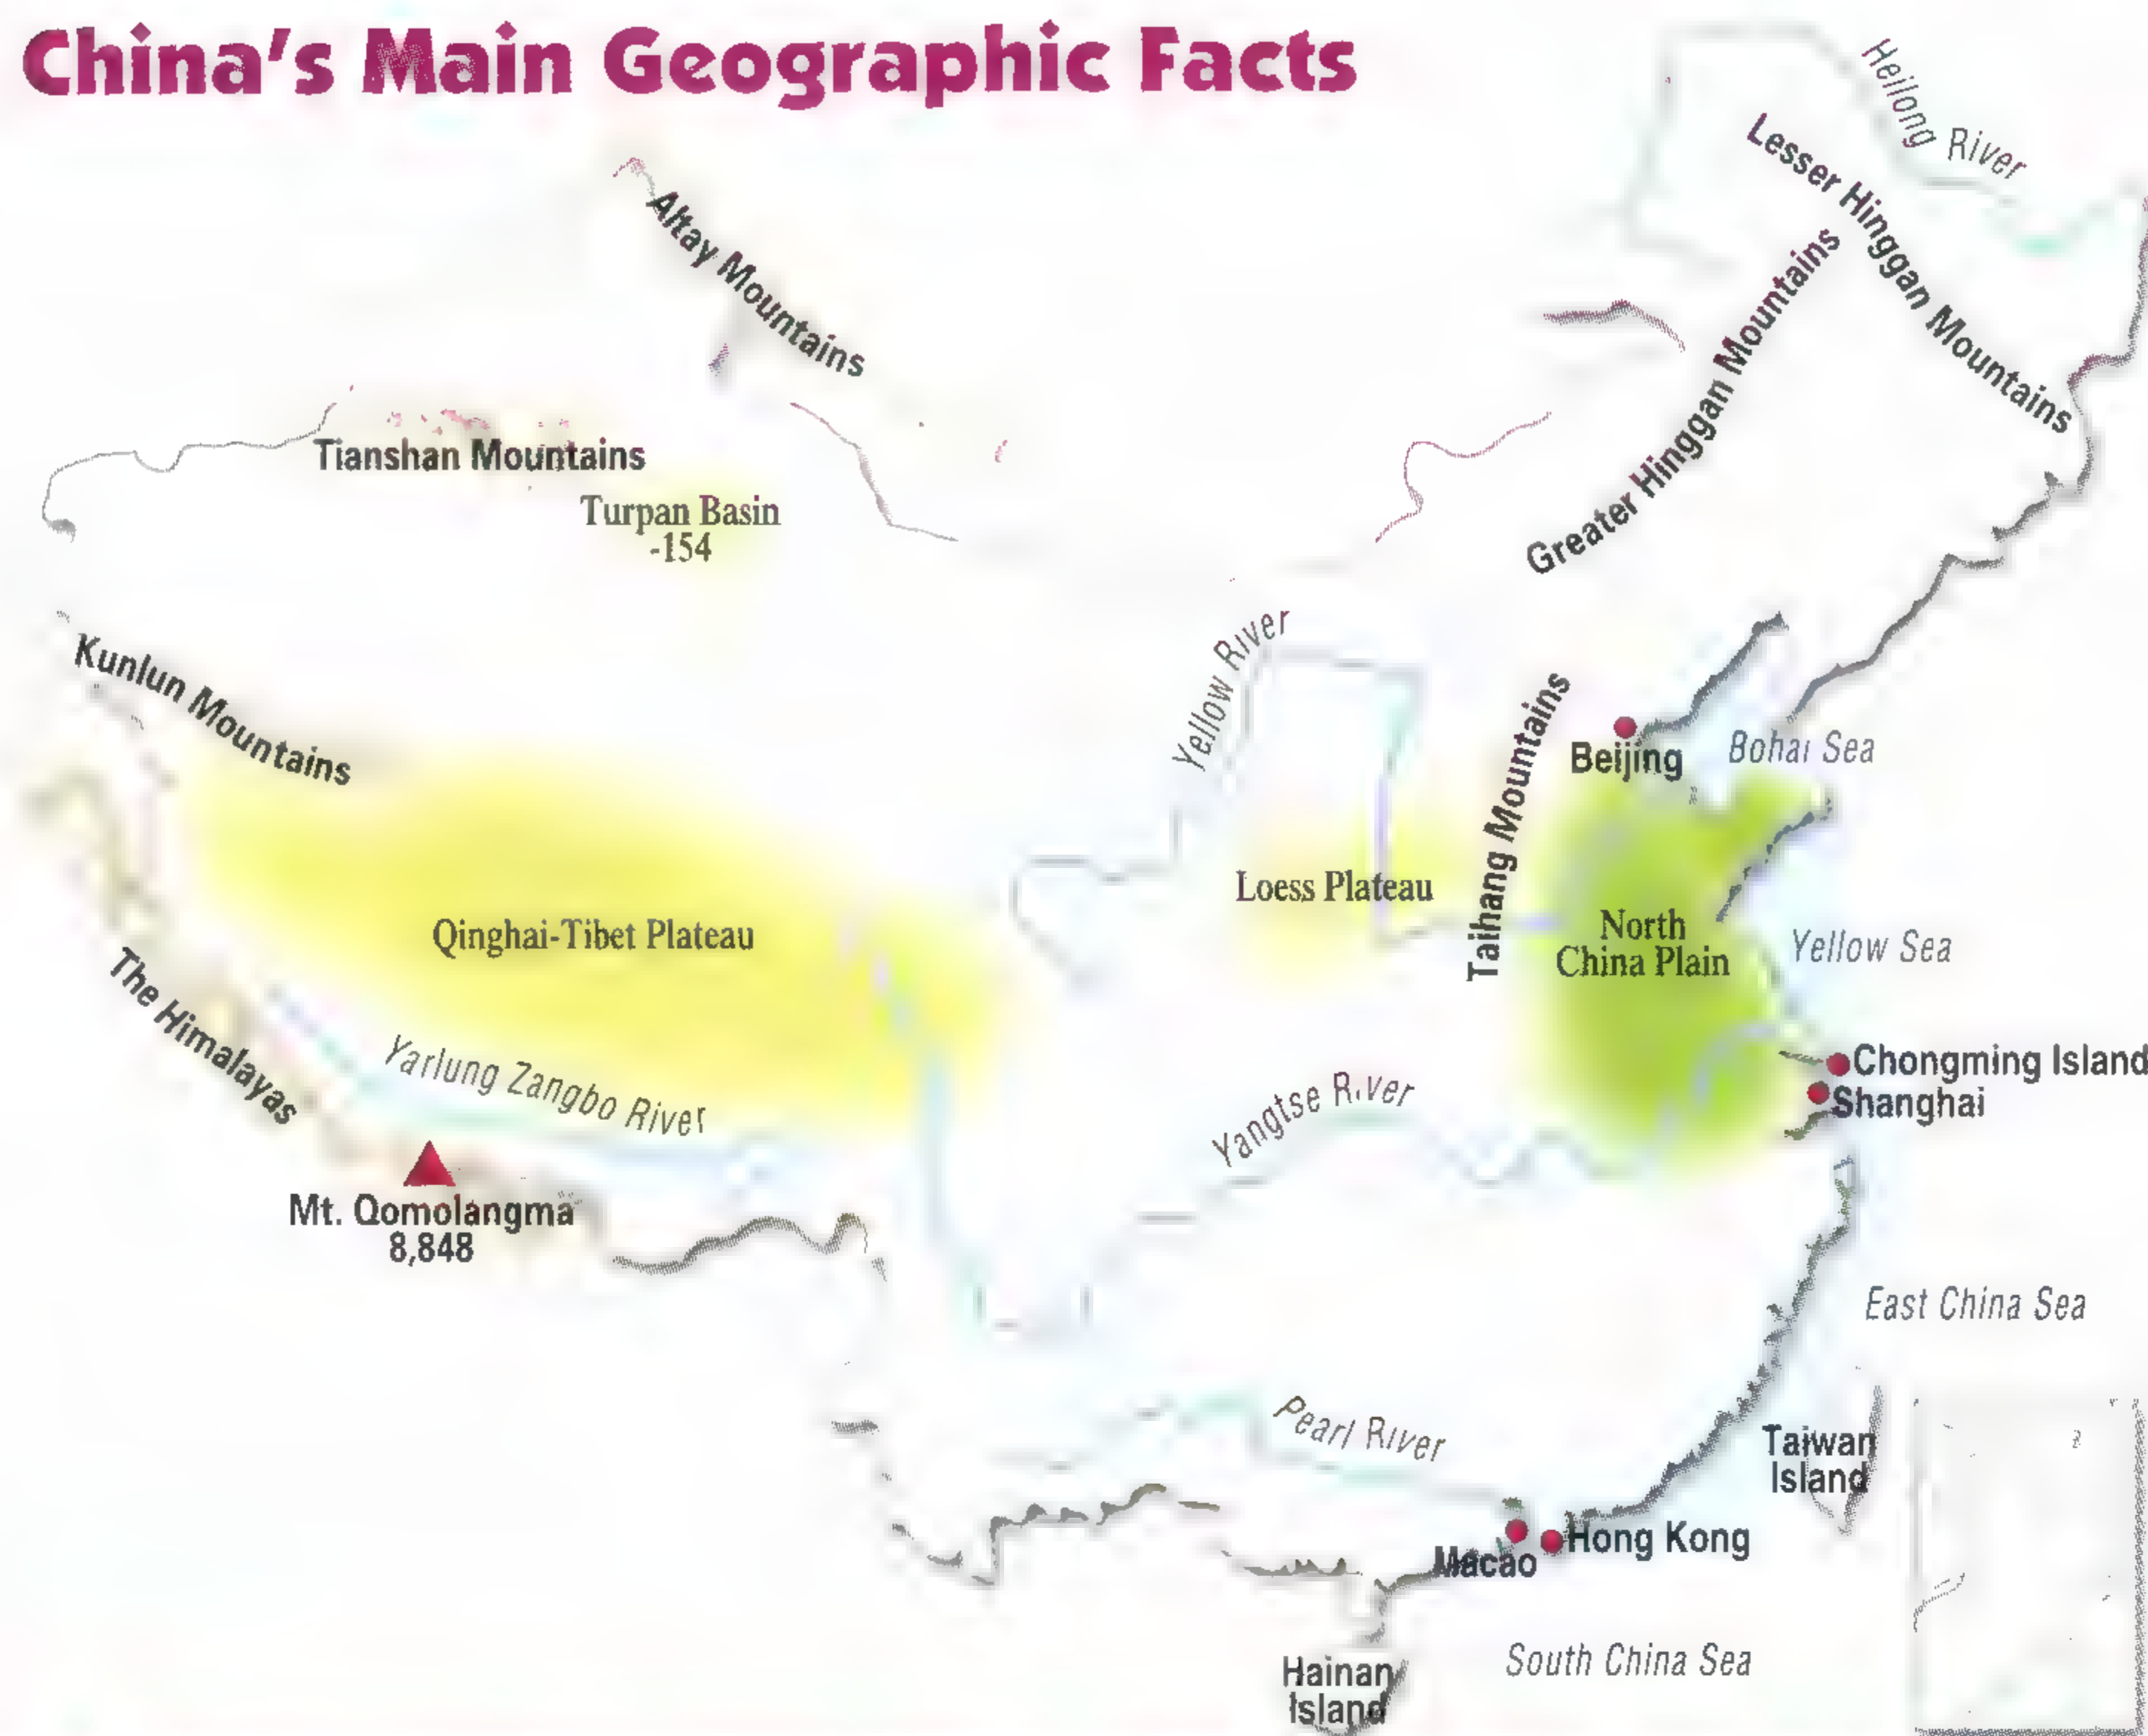 China's Main Geographic Facts
Heilong River
Lesser Hinggan Mountains
Altay Mountains
Greater Hinggan Mountains
Tianshan Mountains
Turpan Basin
-154
Kunlun Mountains
Yellow River
Taihang Mountains
Beijing
Bohai Sea
Loess Plateau
North
China Plain
Yellow Sea
Qinghai-Tibet Plateau
The Himalayas
Yarlung Zangbo River
Chongming Island
Shanghai
Yangtse River
Mt. Qomolangma
8,848
East China Sea
Pearl River
Taiwan
Island
Hong Kong
Macao
South China Sea
Hainan
Island